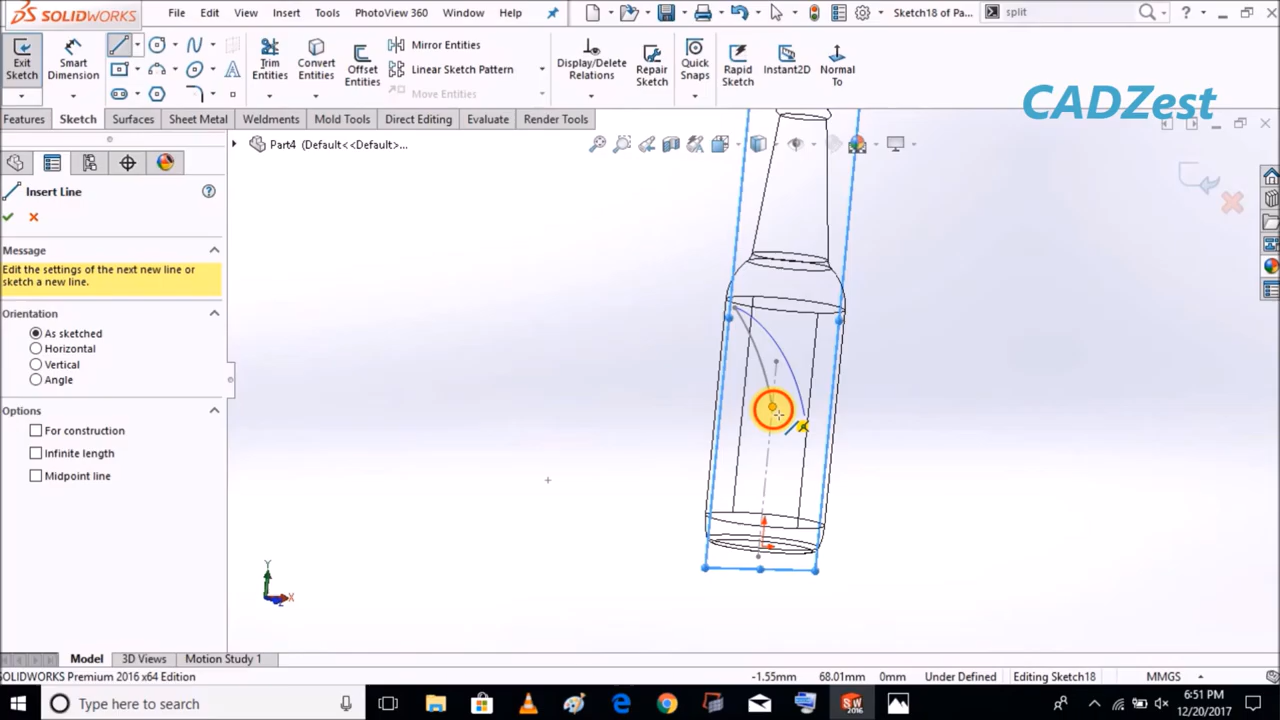 SOLIDWORKS File Edit View Insert Tools PhotoView 360 Window Help Sketch18 of Pa... split
Exit Sketch
Smart Dimension
Trim Entities
Convert Entities
Offset Entities
Mirror Entities
Linear Sketch Pattern
Move Entities
Display/Delete Relations
Repair Sketch
Quick Snaps
Rapid Sketch
Instant2D
Normal To
CADZest
Features Sketch Surfaces Sheet Metal Weldments Mold Tools Direct Editing Evaluate Render Tools
Part4 (Default<<Default>...
Insert Line
Message
Edit the settings of the next new line or
sketch a new line.
Orientation
As sketched
Horizontal
Vertical
Angle
Options
For construction
Infinite length
Midpoint line
Y
X
Z
Model 3D Views Motion Study 1
SOLIDWORKS Premium 2016 x64 Edition -1.55mm 68.01mm 0mm Under Defined Editing Sketch18 MMGS
Type here to search
SW 2016
6:51 PM
12/20/2017